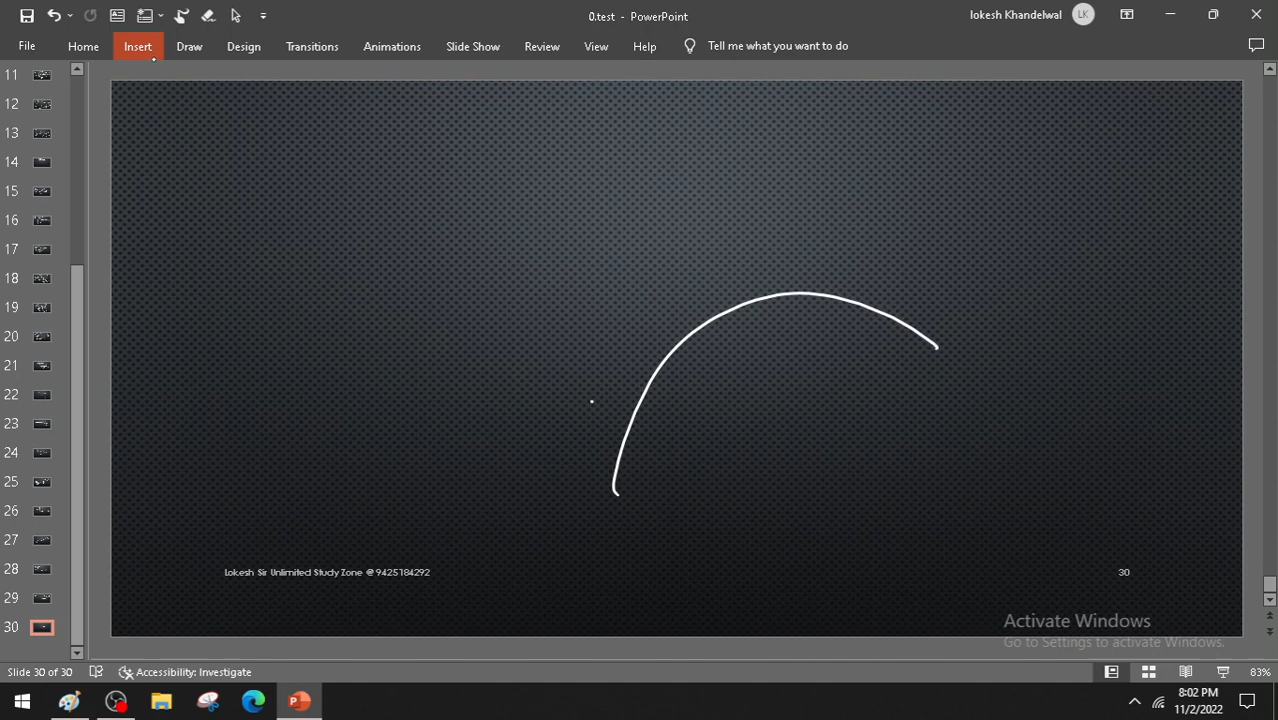 0.test - PowerPoint
lokesh Khandelwal
LK
File
Home
Insert
Draw
Design
Transitions
Animations
Slide Show
Review
View
Help
Tell me what you want to do
11
12
13
14
15
16
17
18
19
20
21
22
23
24
25
26
27
28
29
30
Lokesh Sir Unlimited Study Zone @ 9425184292
30
Activate Windows
Go to Settings to activate Windows.
Slide 30 of 30
Accessibility: Investigate
83%
8:02 PM
11/2/2022